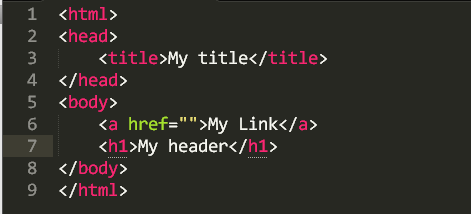 1 <html>
2 <head>
3     <title>My title</title>
4 </head>
5 <body>
6     <a href="">My Link</a>
7     <h1>My header</h1>
8 </body>
9 </html>